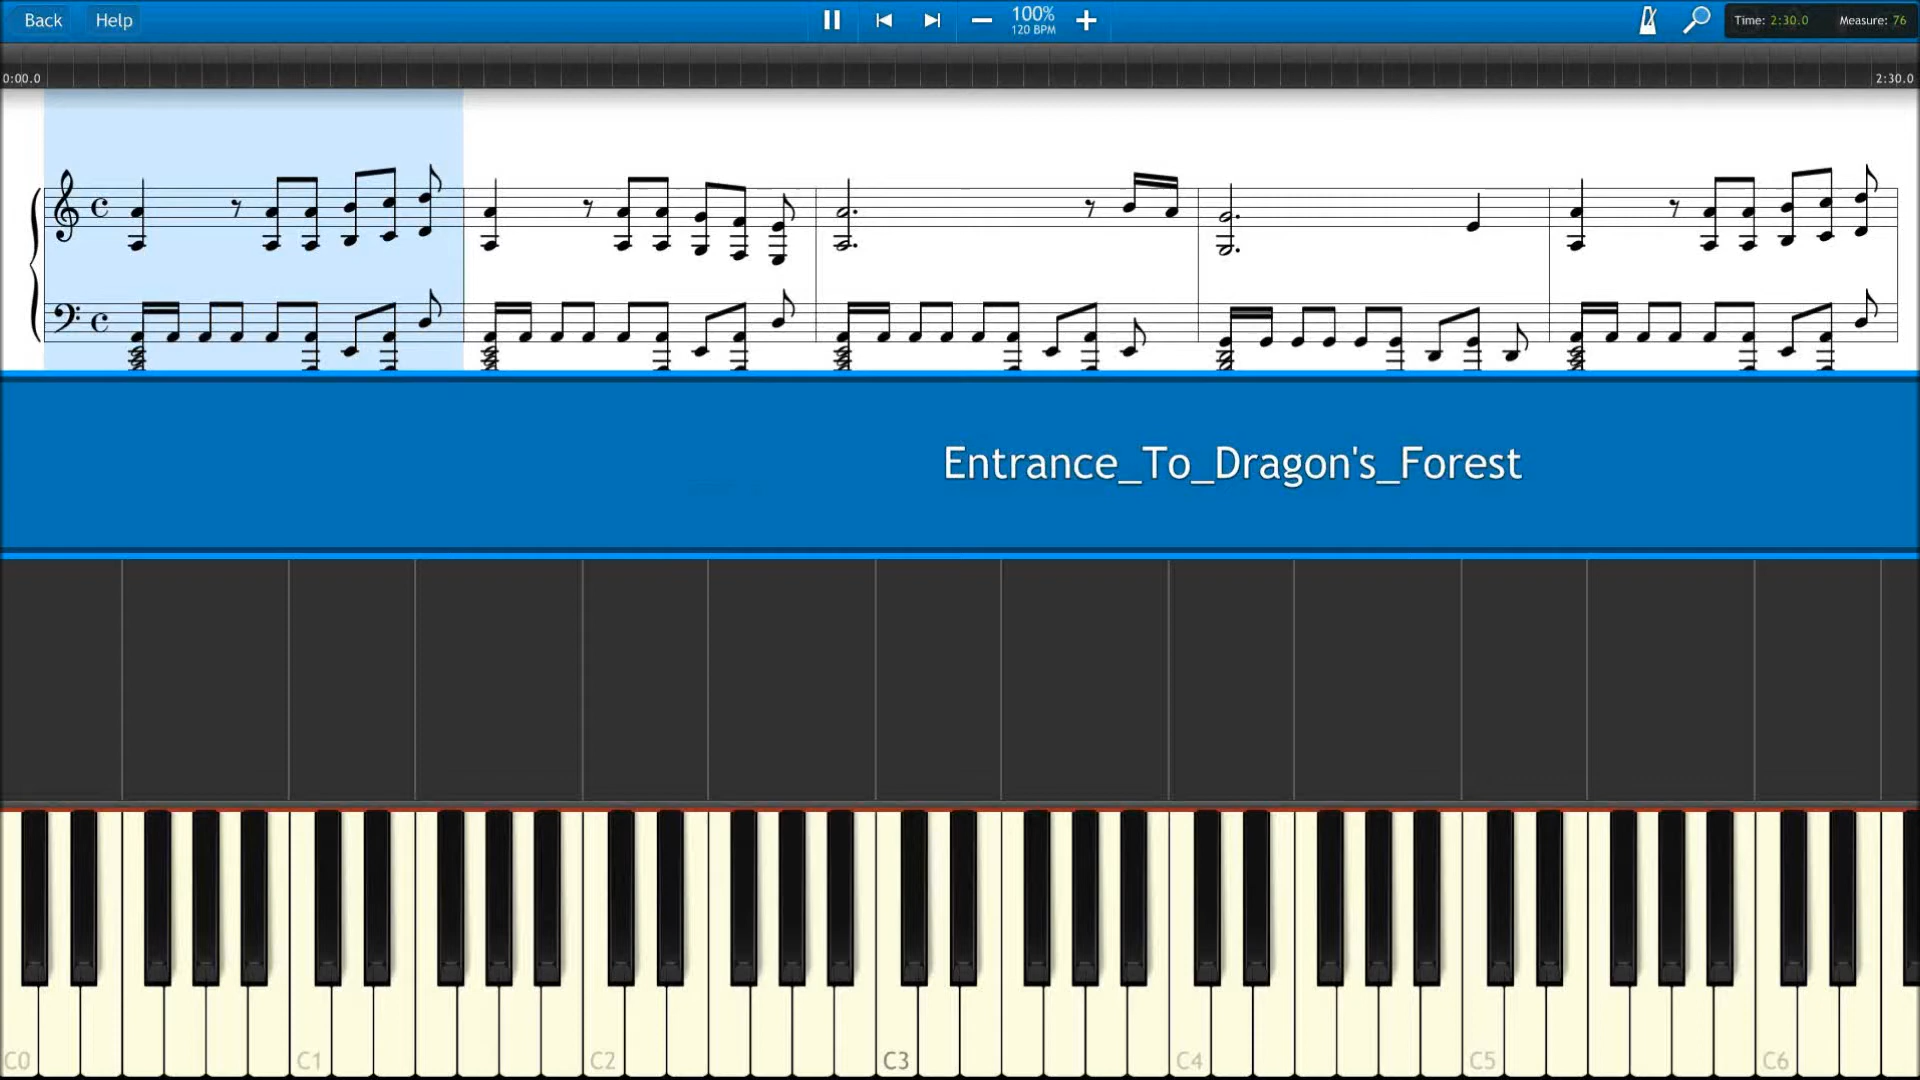 Back Help 100% Time: 2:30.0 Measure: 76
120 BPM
0:00.0 2:30.0
Entrance_To_Dragon's_Forest
C0 C1 C2 C3 C4 C5 C6